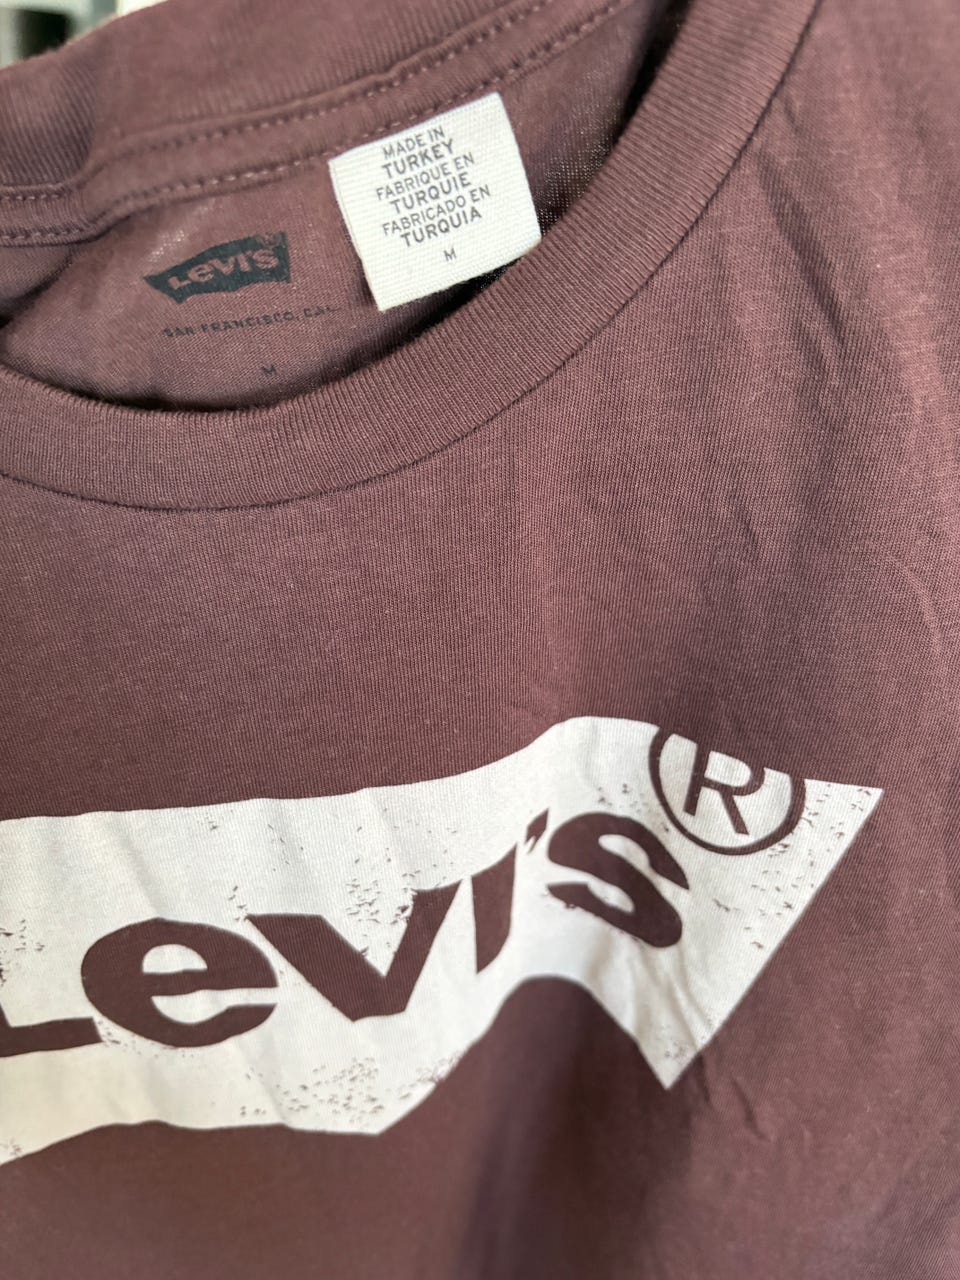 MADE IN
TURKEY
FABRIQUE EN
TURQUIE
FABRICADO EN
TURQUIA
M
Levi's
SAN FRANCISCO, CAL.
M
Levi's®